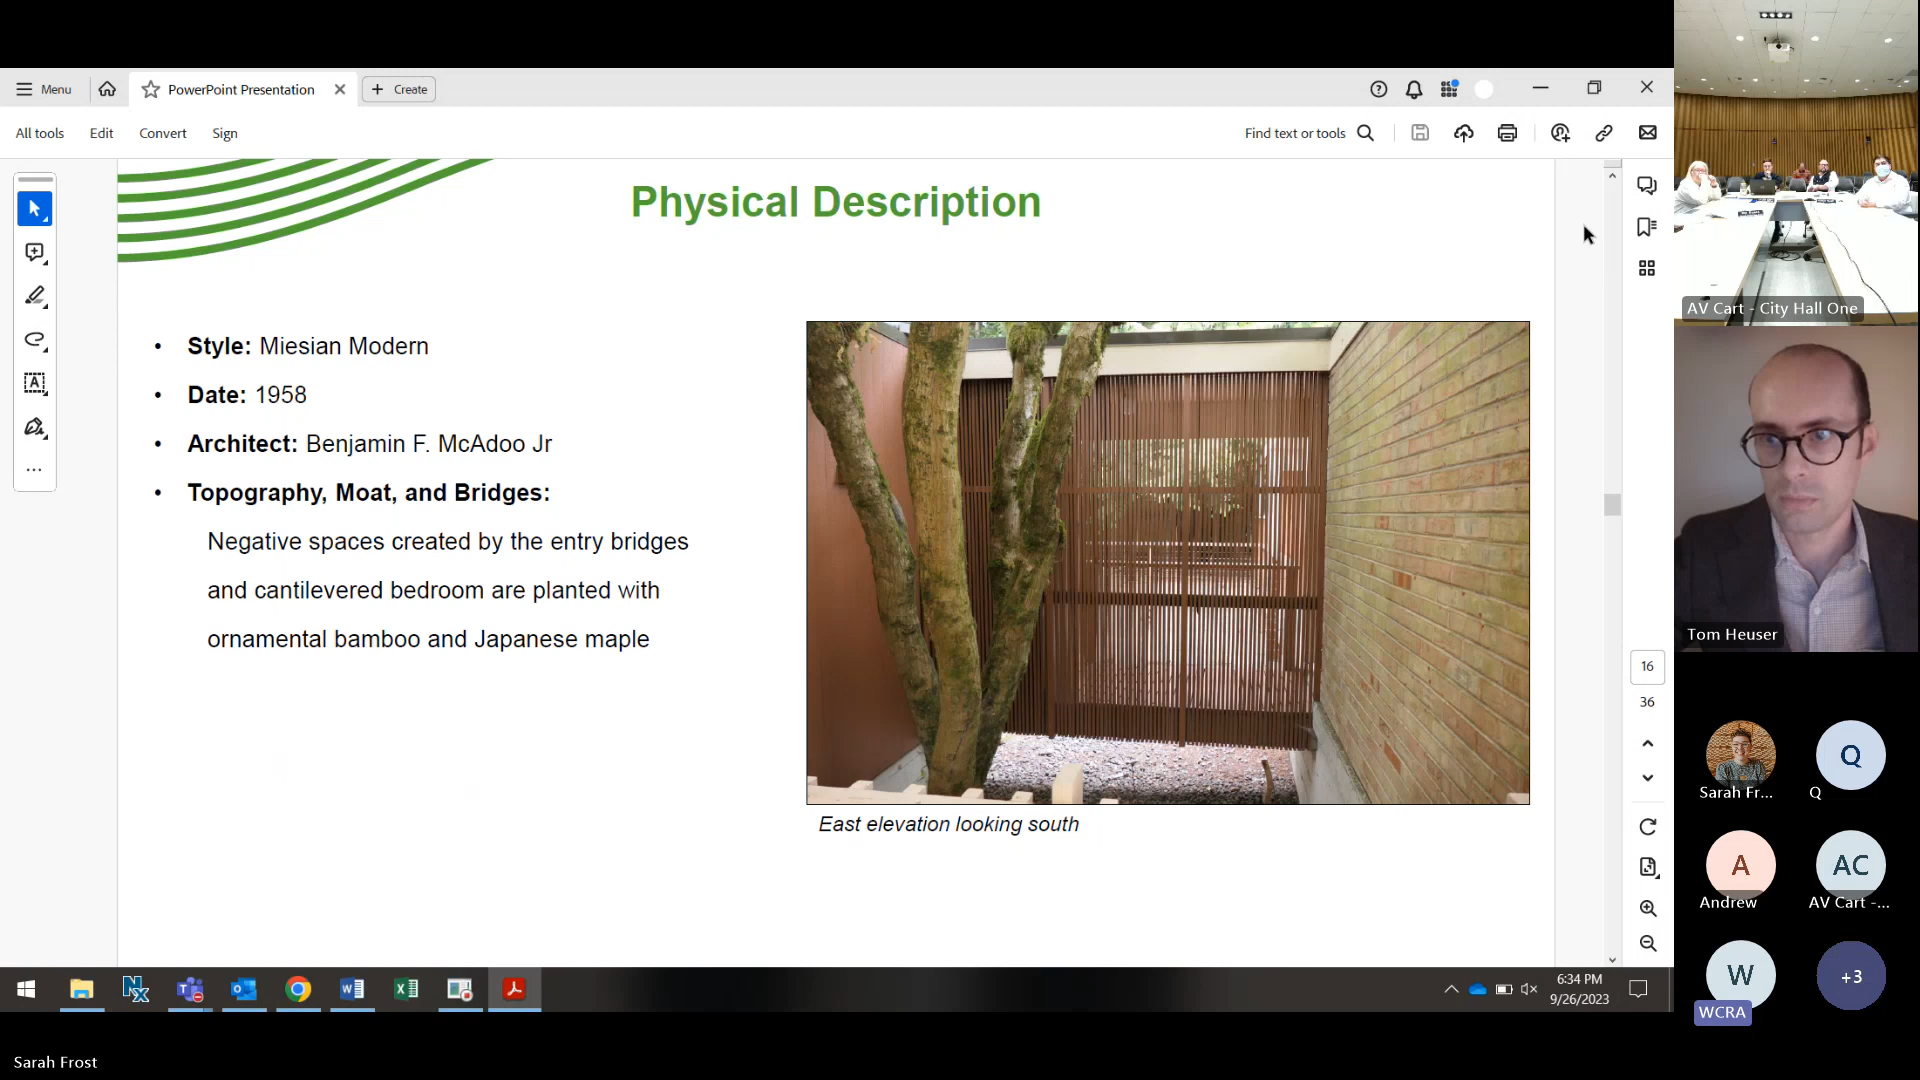 Menu
PowerPoint Presentation
Create
All tools
Edit
Convert
Sign
Find text or tools
Physical Description
• Style: Miesian Modern
• Date: 1958
• Architect: Benjamin F. McAdoo Jr
• Topography, Moat, and Bridges:
Negative spaces created by the entry bridges
and cantilevered bedroom are planted with
ornamental bamboo and Japanese maple
East elevation looking south
16
36
6:34 PM
9/26/2023
Sarah Frost
AV Cart - City Hall One
Tom Heuser
Sarah Fr...
Q
Q
A
Andrew
AC
AV Cart -...
W
WCRA
+3